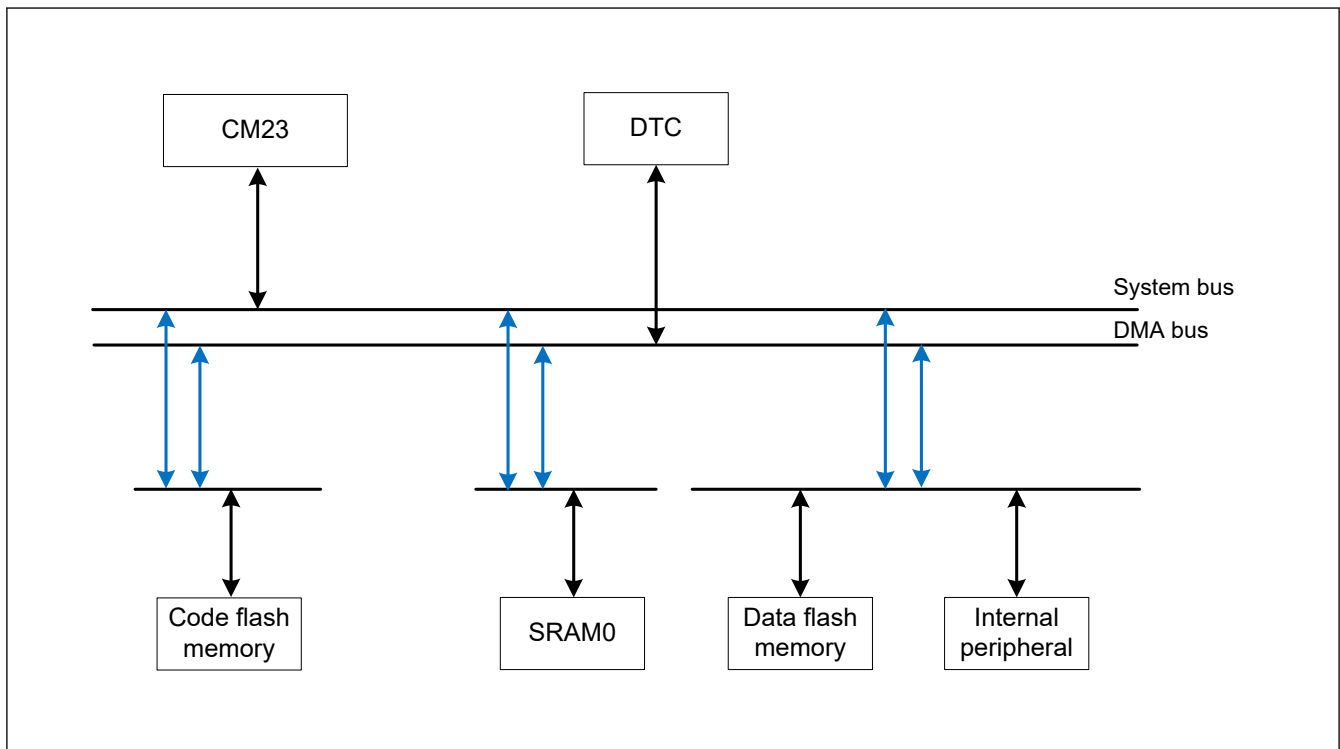 CM23
DTC
System bus
DMA bus
Code flash
memory
SRAM0
Data flash
memory
Internal
peripheral